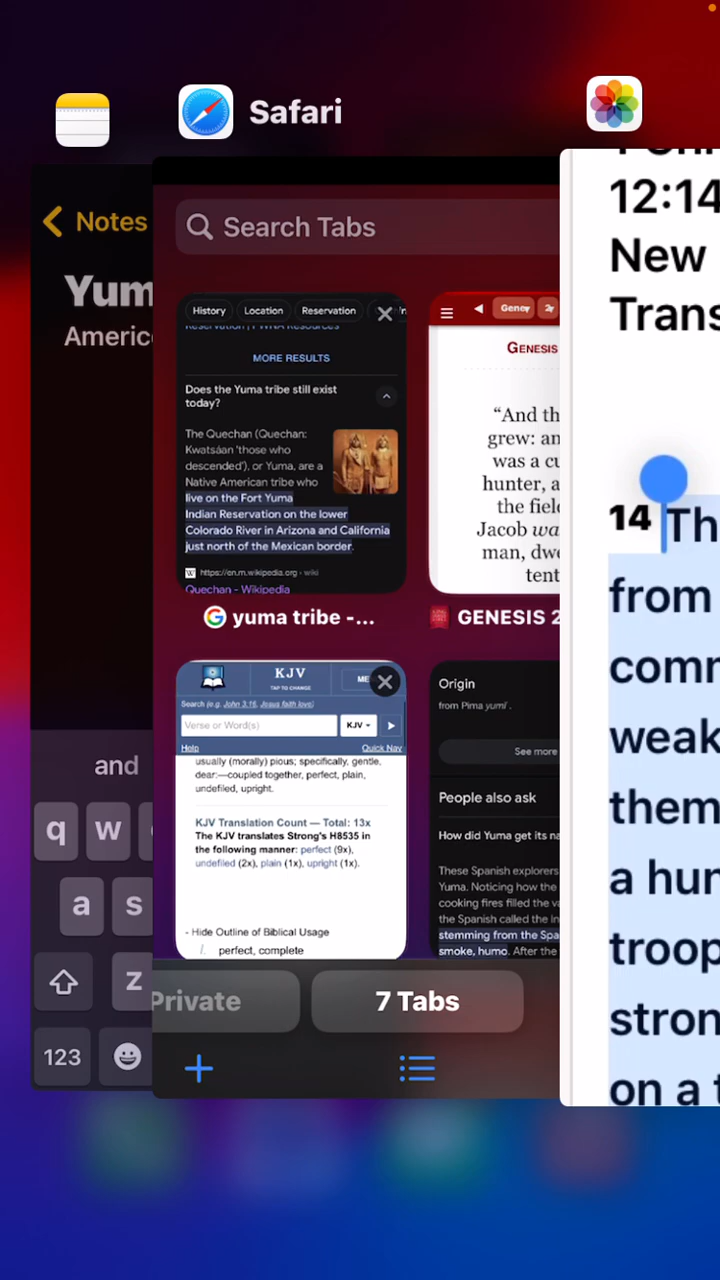 Safari
Notes
Yum
Americ
and
q w
a s
z
123
Search Tabs
History Location Reservation
Reservation | FWNA Resources
MORE RESULTS
Does the Yuma tribe still exist
today?
The Quechan (Quechan:
Kwatsáan 'those who
descended'), or Yuma, are a
Native American tribe who
live on the Fort Yuma
Indian Reservation on the lower
Colorado River in Arizona and California
just north of the Mexican border.
https://en.m.wikipedia.org › wiki
Quechan - Wikipedia
yuma tribe -...
Genesis
"And th
grew: an
was a cu
hunter, a
the fiel
Jacob wa
man, dwe
tent
GENESIS 2
KJV
TAP TO CHANGE
ME
Search (e.g. John 3:16, Jesus faith love)
Verse or Word(s)
KJV
Help Quick Nav
usually (morally) pious; specifically, gentle,
dear:—coupled together, perfect, plain,
undefiled, upright.
KJV Translation Count — Total: 13x
The KJV translates Strong's H8535 in
the following manner: perfect (9x),
undefiled (2x), plain (1x), upright (1x).
- Hide Outline of Biblical Usage
I. perfect, complete
Origin
from Pima yumĭ .
See more
People also ask
How did Yuma get its na
These Spanish explorers
Yuma. Noticing how the
cooking fires filled the va
the Spanish called the In
stemming from the Spa
smoke, humo. After the
Private
7 Tabs
12:14
New
Trans
14 Th
from
comm
weak
them
a hun
troop
stron
on a t